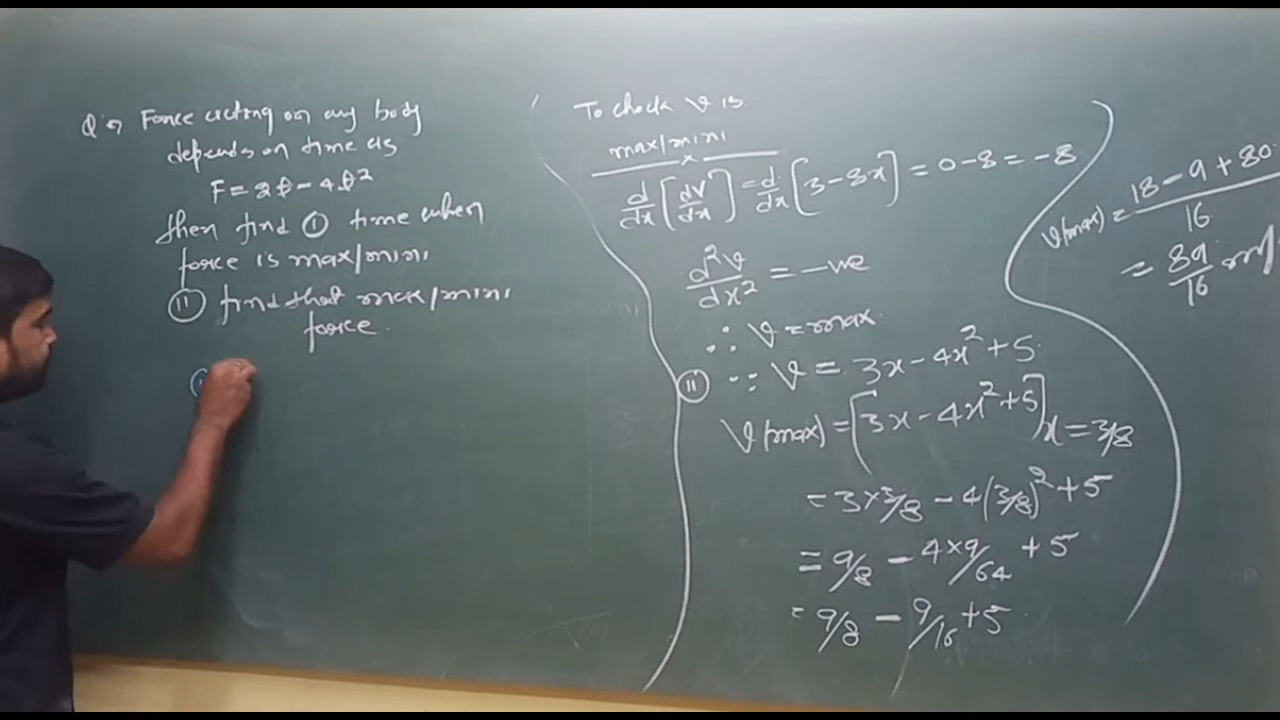 Q⇒ Force acting on any body
depends on time as
F = 2t - 4t²
then find ① time when
force is max/mini
ⓘⓘ find that max/mini
force.
To check v is
max/mini
d/dx [dv/dx] = d/dx [3-8x] = 0-8 = -8
d²v/dx² = -ve
∴ v = max.
ⓘⓘ ∵ v = 3x - 4x² + 5.
v(max) = [3x - 4x² + 5] x = 3/8
= 3×3/8 - 4(3/8)² + 5
= 9/8 - 4×9/64 + 5
= 9/8 - 9/16 + 5
v(max) = 18 - 9 + 80 / 16
= 89/16 m/